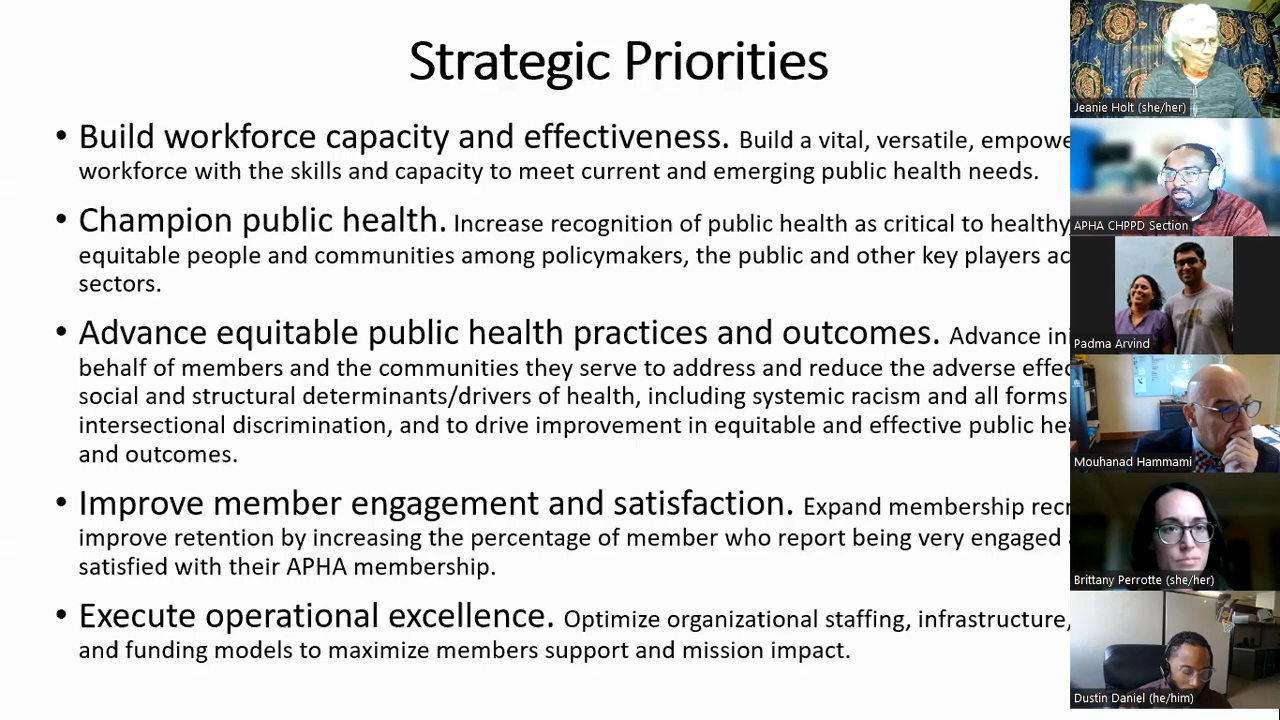 Strategic Priorities
• Build workforce capacity and effectiveness. Build a vital, versatile,
workforce with the skills and capacity to meet current and emerging public health needs.
• Champion public health. Increase recognition of public health as critical to healthy
equitable people and communities among policymakers, the public and other key players
sectors.
• Advance equitable public health practices and outcomes. Advance
behalf of members and the communities they serve to address and reduce the adverse
social and structural determinants/drivers of health, including systemic racism and all forms
intersectional discrimination, and to drive improvement in equitable and effective public
and outcomes.
• Improve member engagement and satisfaction. Expand membership
improve retention by increasing the percentage of member who report being very engaged
satisfied with their APHA membership.
• Execute operational excellence. Optimize organizational staffing, infrastructure,
and funding models to maximize members support and mission impact.
Jeanie Holt (she/her)
APHA CHPPD Section
Padma Arvind
Mouhanad Hammami
Brittany Perrotte (she/her)
Dustin Daniel (he/him)